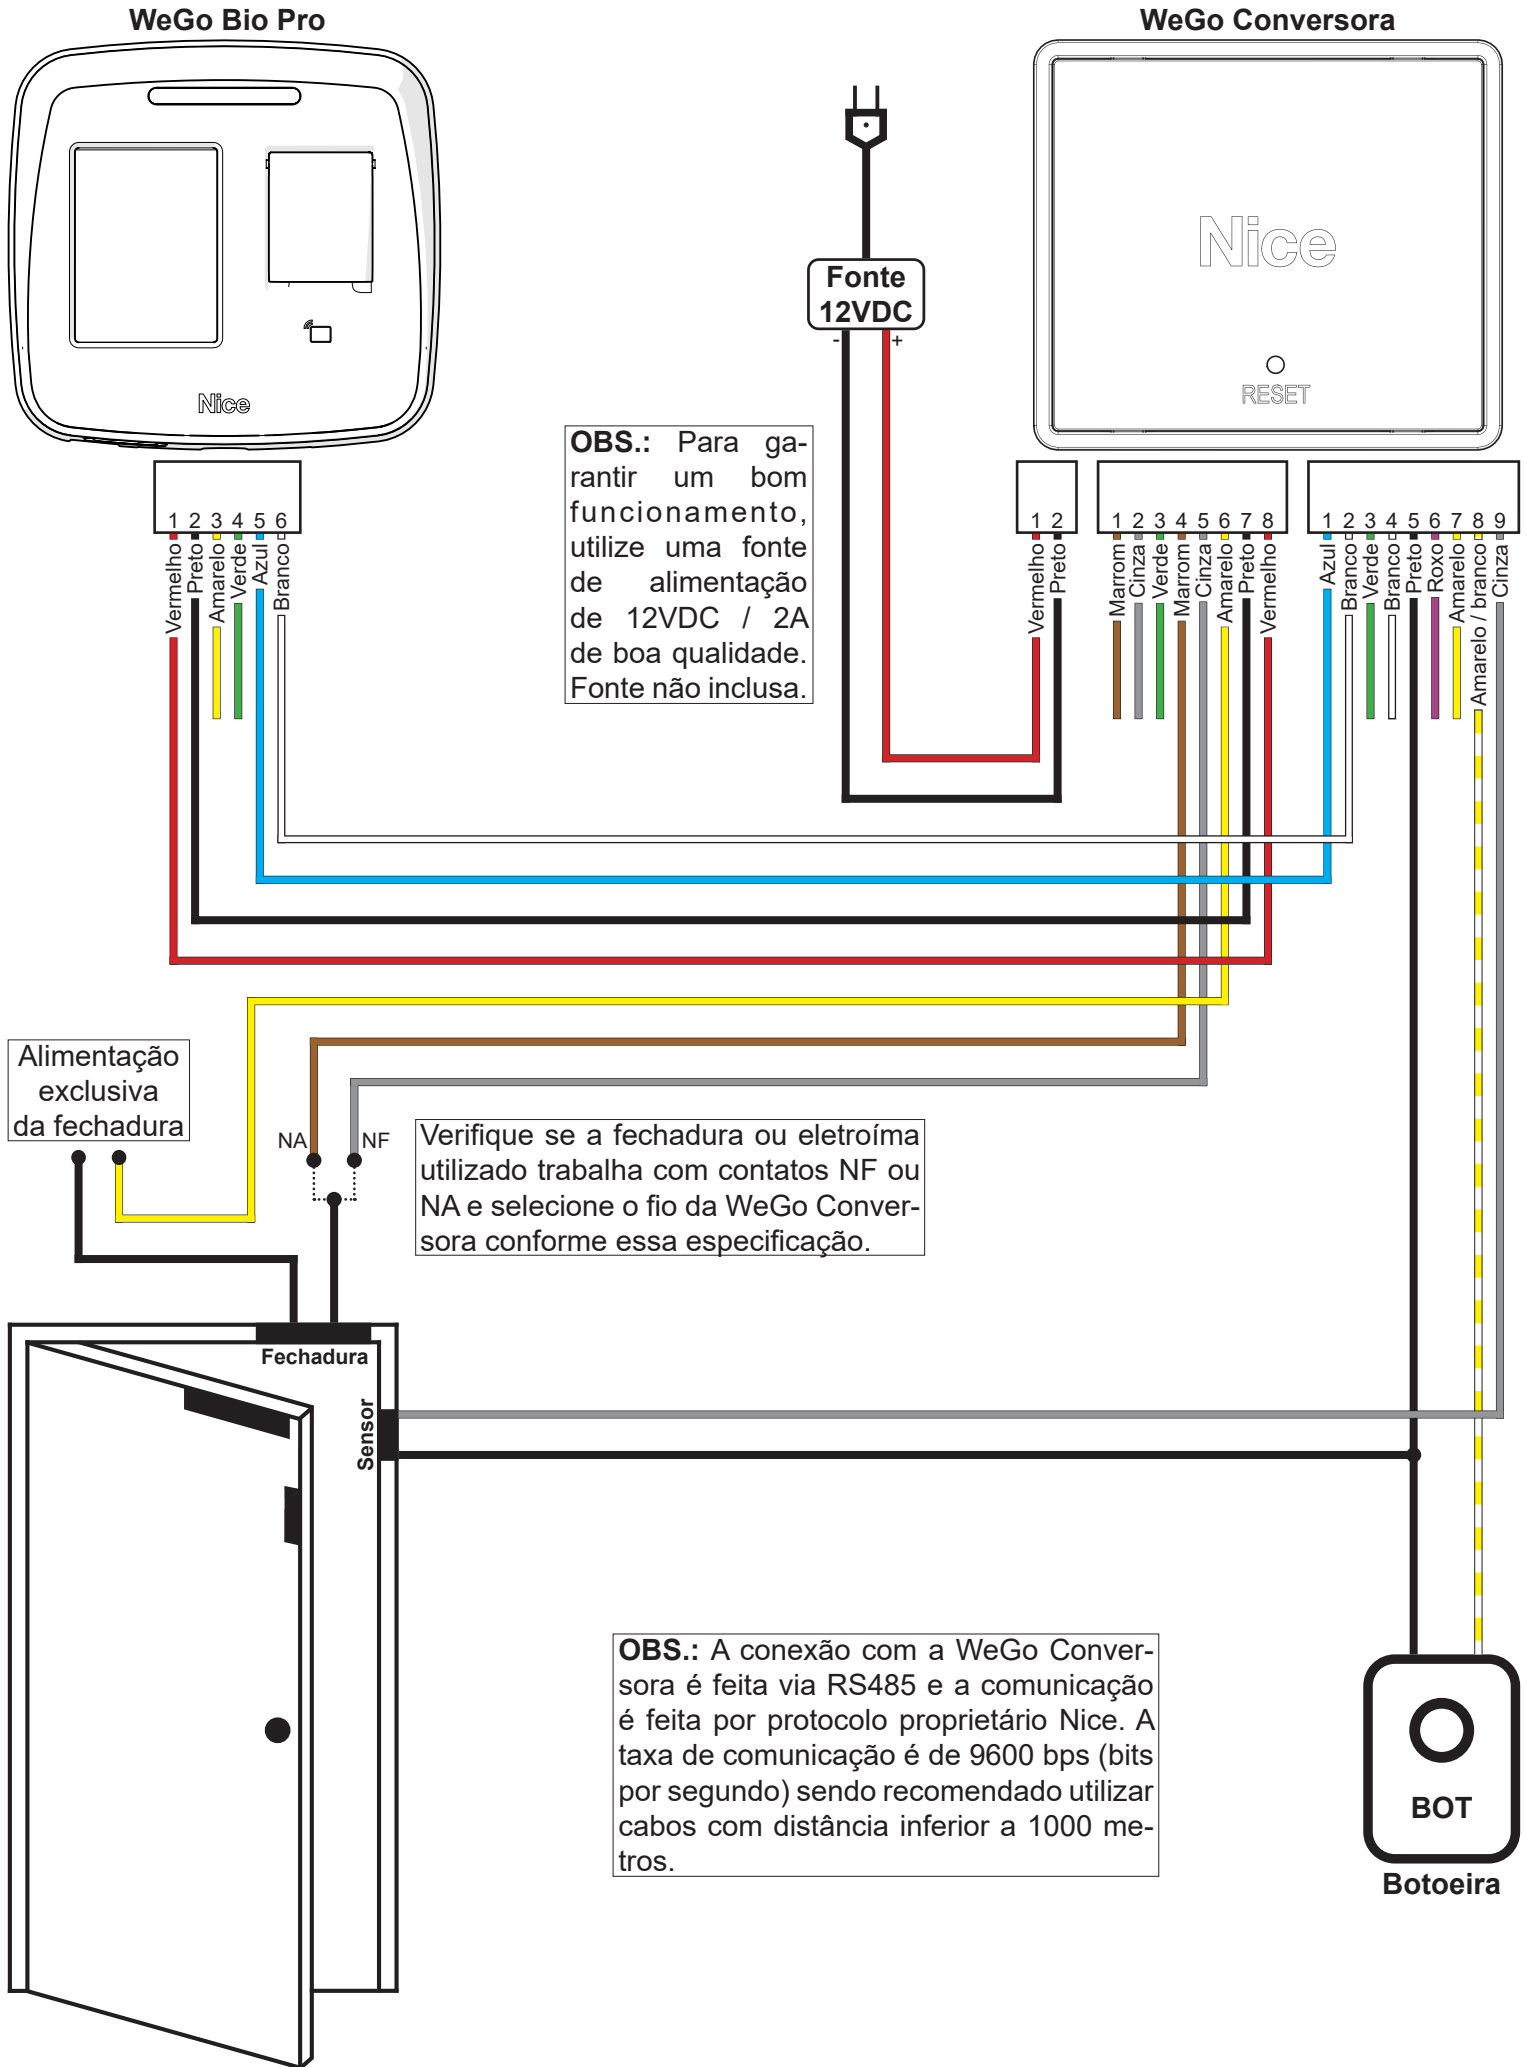 WeGo Bio Pro
WeGo Conversora
Nice
Nice
RESET
Fonte
12VDC
- +
OBS.: Para ga-
rantir um bom
funcionamento,
utilize uma fonte
de alimentação
de 12VDC / 2A
de boa qualidade.
Fonte não inclusa.
1 2 3 4 5 6
Vermelho
Preto
Amarelo
Verde
Azul
Branco
1 2
Vermelho
Preto
1 2 3 4 5 6 7 8
Marrom
Cinza
Verde
Marrom
Cinza
Amarelo
Preto
Vermelho
1 2 3 4 5 6 7 8 9
Azul
Branco
Verde
Branco
Preto
Roxo
Amarelo
Amarelo / branco
Cinza
Alimentação
exclusiva
da fechadura
NA
NF
Verifique se a fechadura ou eletroíma
utilizado trabalha com contatos NF ou
NA e selecione o fio da WeGo Conver-
sora conforme essa especificação.
Fechadura
Sensor
OBS.: A conexão com a WeGo Conver-
sora é feita via RS485 e a comunicação
é feita por protocolo proprietário Nice. A
taxa de comunicação é de 9600 bps (bits
por segundo) sendo recomendado utilizar
cabos com distância inferior a 1000 me-
tros.
BOT
Botoeira